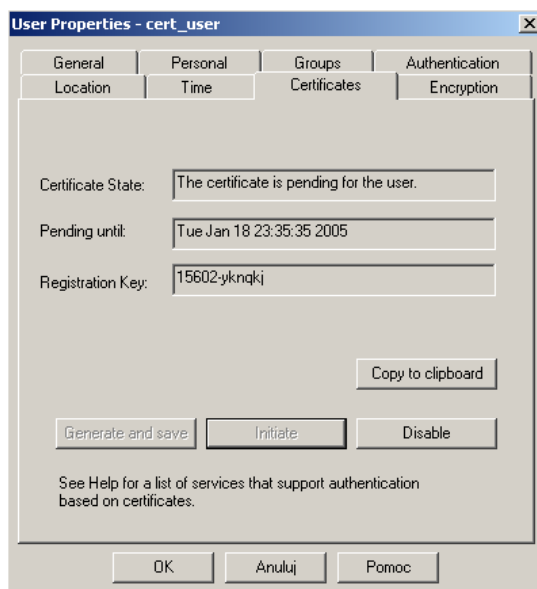 User Properties - cert_user
General Personal Groups Authentication
Location Time Certificates Encryption
Certificate State: The certificate is pending for the user.
Pending until: Tue Jan 18 23:35:35 2005
Registration Key: 15602-yknqkj
Copy to clipboard
Generate and save Initiate Disable
See Help for a list of services that support authentication
based on certificates.
OK Anuluj Pomoc